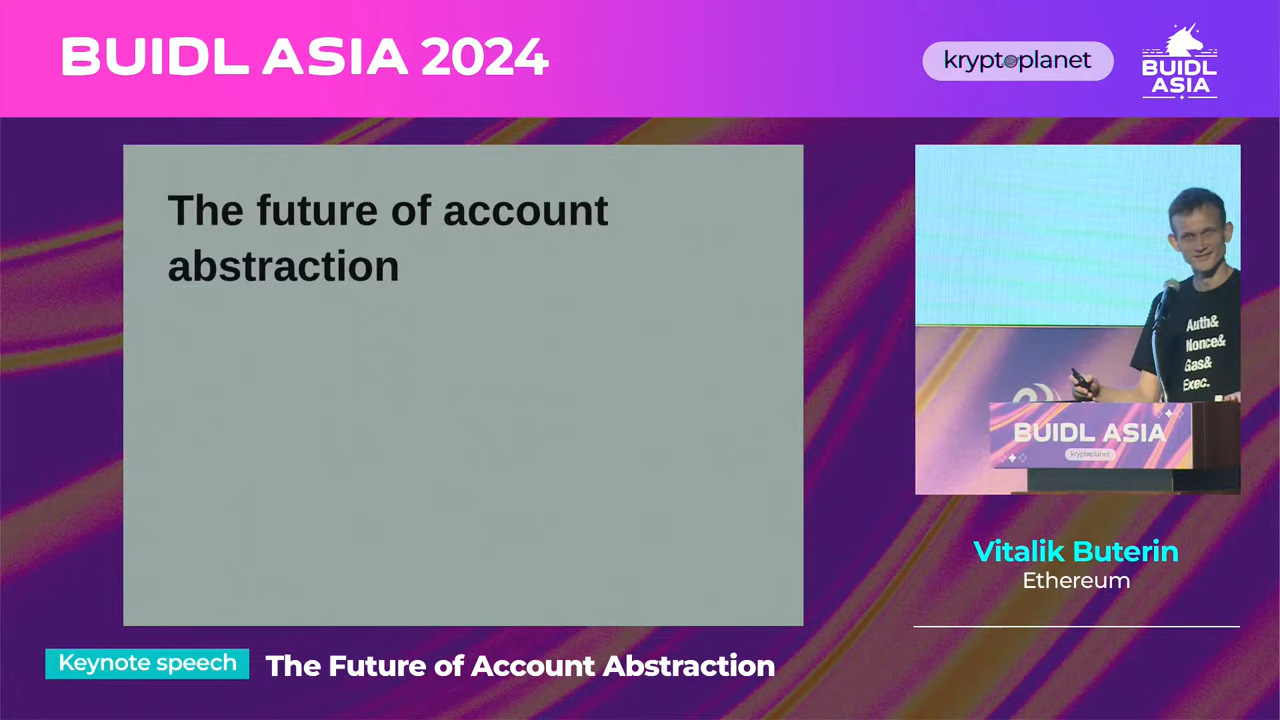 BUIDL ASIA 2024
kryptoplanet
BUIDL
ASIA
The future of account
abstraction
Auth&
Nonce&
Gas&
Exec.
BUIDL ASIA
kryptoplanet
Vitalik Buterin
Ethereum
Keynote speech
The Future of Account Abstraction